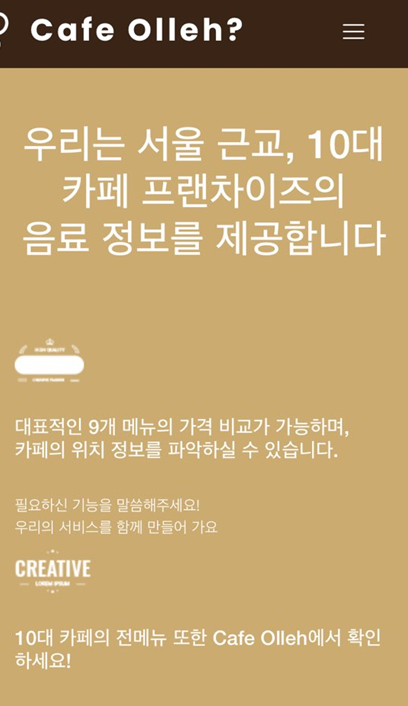 Cafe Olleh?
우리는 서울 근교, 10대
카페 프랜차이즈의
음료 정보를 제공합니다
대표적인 9개 메뉴의 가격 비교가 가능하며,
카페의 위치 정보를 파악하실 수 있습니다.
필요하신 기능을 말씀해주세요!
우리의 서비스를 함께 만들어 가요
CREATIVE
LOREM IPSUM
10대 카페의 전메뉴 또한 Cafe Olleh에서 확인
하세요!